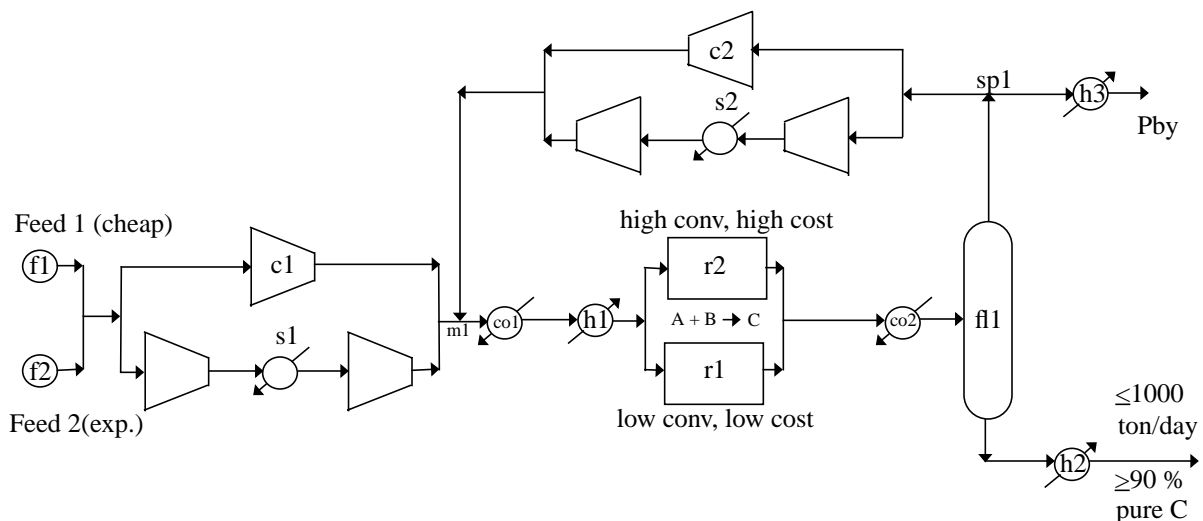 c2
sp1
h3
Pby
s2
Feed 1 (cheap)
f1
c1
high conv, high cost
r2
A + B → C
m1
co1
h1
co2
fl1
s1
f2
r1
Feed 2(exp.)
low conv, low cost
≤1000
ton/day
h2
≥90 %
pure C